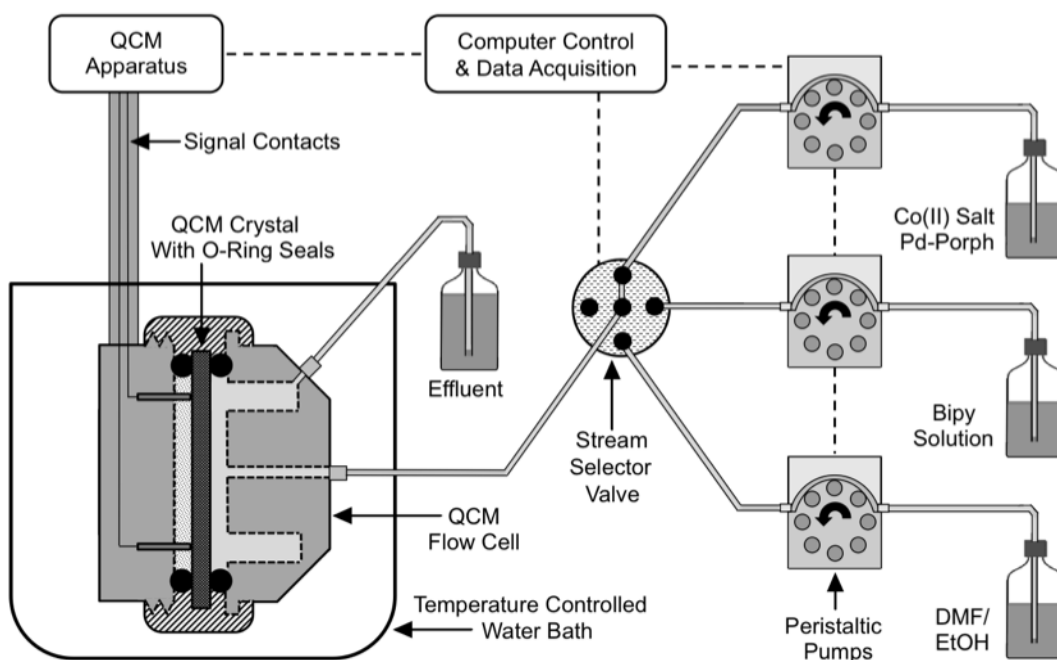 QCM
Apparatus
Computer Control
& Data Acquisition
Signal Contacts
QCM Crystal
With O-Ring Seals
Co(II) Salt
Pd-Porph
Effluent
Stream
Selector
Valve
Bipy
Solution
QCM
Flow Cell
Temperature Controlled
Water Bath
Peristaltic
Pumps
DMF/
EtOH